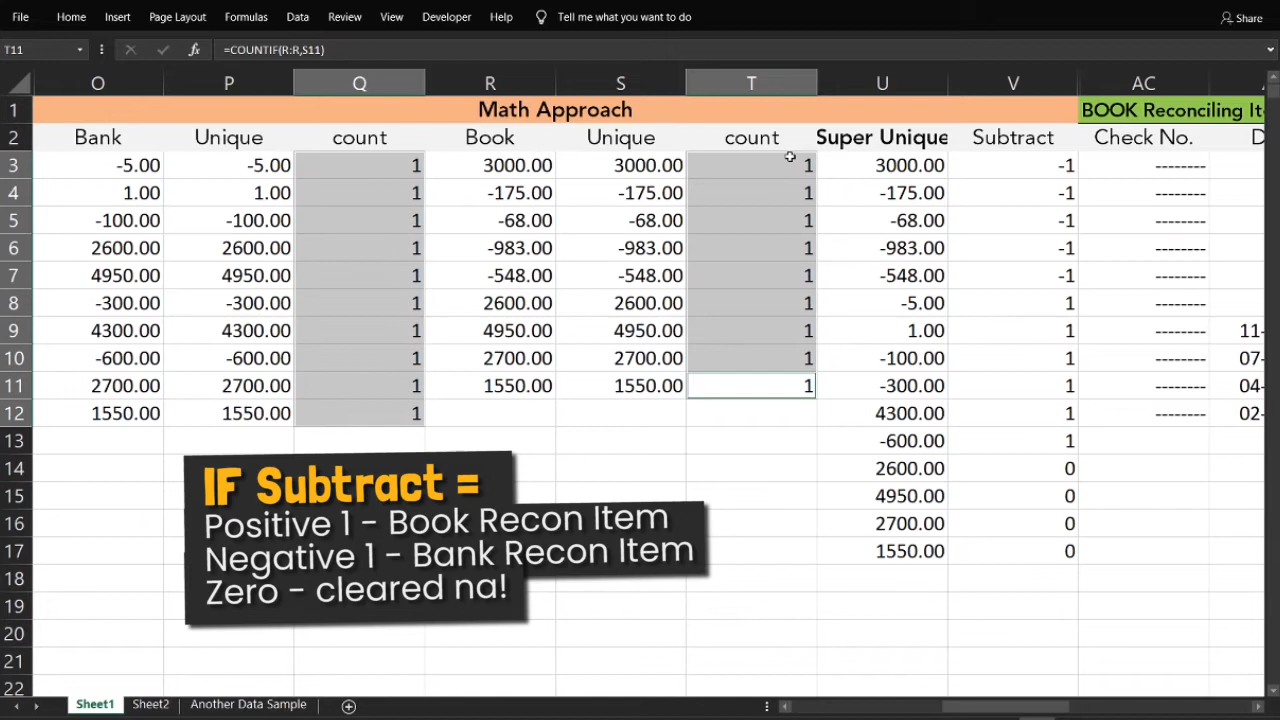 File Home Insert Page Layout Formulas Data Review View Developer Help Tell me what you want to do Share
T11 fx =COUNTIF(R:R,S11)
O P Q R S T U V AC
1 Math Approach BOOK Reconciling Ite
2 Bank Unique count Book Unique count Super Unique Subtract Check No. D
3 -5.00 -5.00 1 3000.00 3000.00 1 3000.00 -1 --------
4 1.00 1.00 1 -175.00 -175.00 1 -175.00 -1 --------
5 -100.00 -100.00 1 -68.00 -68.00 1 -68.00 -1 --------
6 2600.00 2600.00 1 -983.00 -983.00 1 -983.00 -1 --------
7 4950.00 4950.00 1 -548.00 -548.00 1 -548.00 -1 --------
8 -300.00 -300.00 1 2600.00 2600.00 1 -5.00 1 --------
9 4300.00 4300.00 1 4950.00 4950.00 1 1.00 1 -------- 11-
10 -600.00 -600.00 1 2700.00 2700.00 1 -100.00 1 -------- 07-
11 2700.00 2700.00 1 1550.00 1550.00 1 -300.00 1 -------- 04-
12 1550.00 1550.00 1 4300.00 1 -------- 02-
13 -600.00 1
14 2600.00 0
15 4950.00 0
16 2700.00 0
17 1550.00 0
18
19
20
21
22
IF Subtract =
Positive 1 - Book Recon Item
Negative 1 - Bank Recon Item
Zero - cleared na!
Sheet1 Sheet2 Another Data Sample